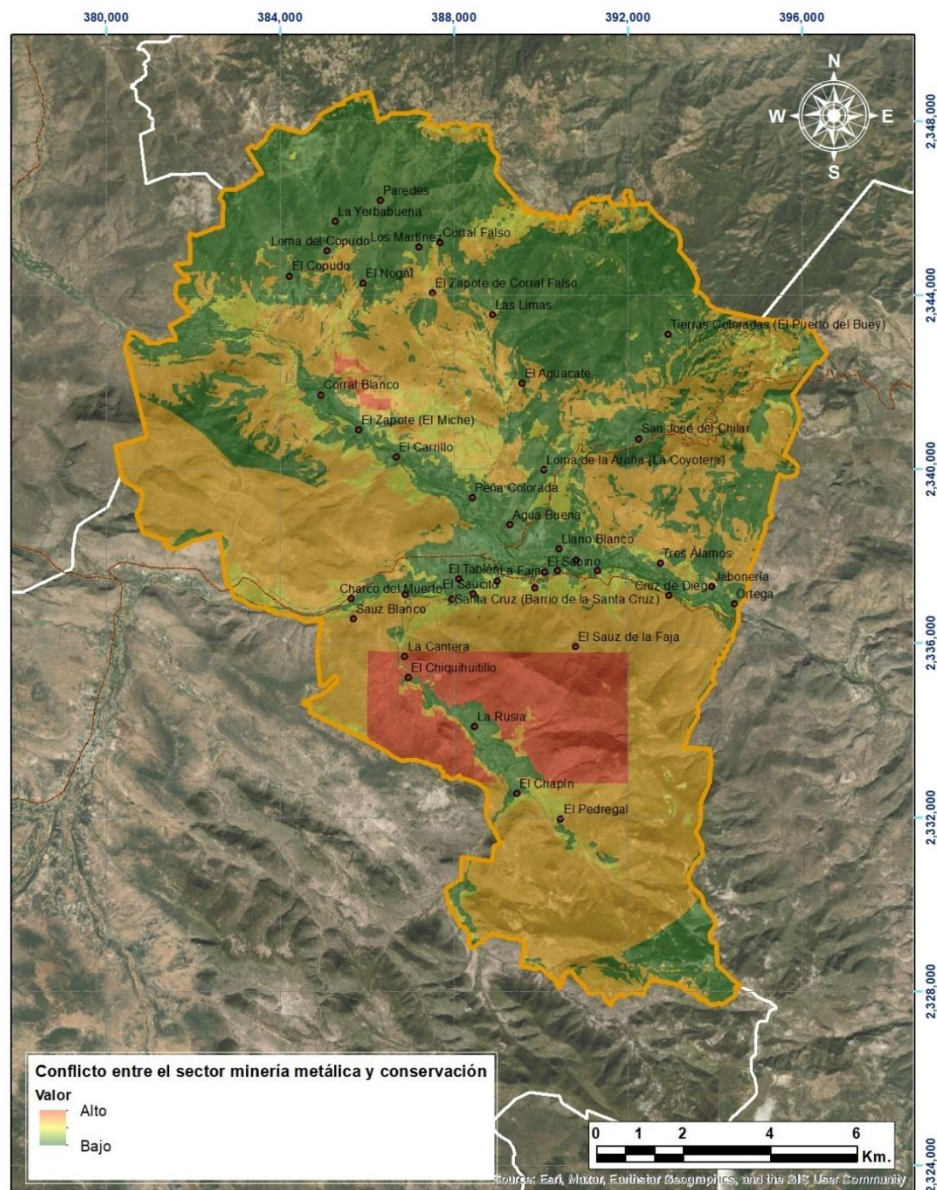 380,000
384,000
388,000
392,000
396,000
N
W
E
S
2,348,000
2,344,000
2,340,000
2,336,000
2,332,000
2,328,000
2,324,000
Paredes
La Yerbabuena
Loma del Copudo
Los Martínez
Corral Falso
El Copudo
El Nogal
El Zapote de Corral Falso
Las Limas
Tierras Coloradas (El Puerto del Buey)
El Aguacate
Corral Blanco
El Zapote (El Miche)
San José del Chilar
El Carrillo
Loma de la Araña (La Coyotera)
Peña Colorada
Agua Buena
Llano Blanco
Tres Álamos
El Sabino
El Tablón
La Faja
El Saucito
Charco del Muerto
Santa Cruz (Barrio de la Santa Cruz)
Cruz de Diego
Jabonería
Ortega
Sauz Blanco
El Sauz de la Faja
La Cantera
El Chiquihuitillo
La Rusia
El Chapín
El Pedregal
Conflicto entre el sector minería metálica y conservación
Valor
Alto
Bajo
0 1 2 4 6
Km.
Source: Esri, Maxar, Earthstar Geographics, and the GIS User Community